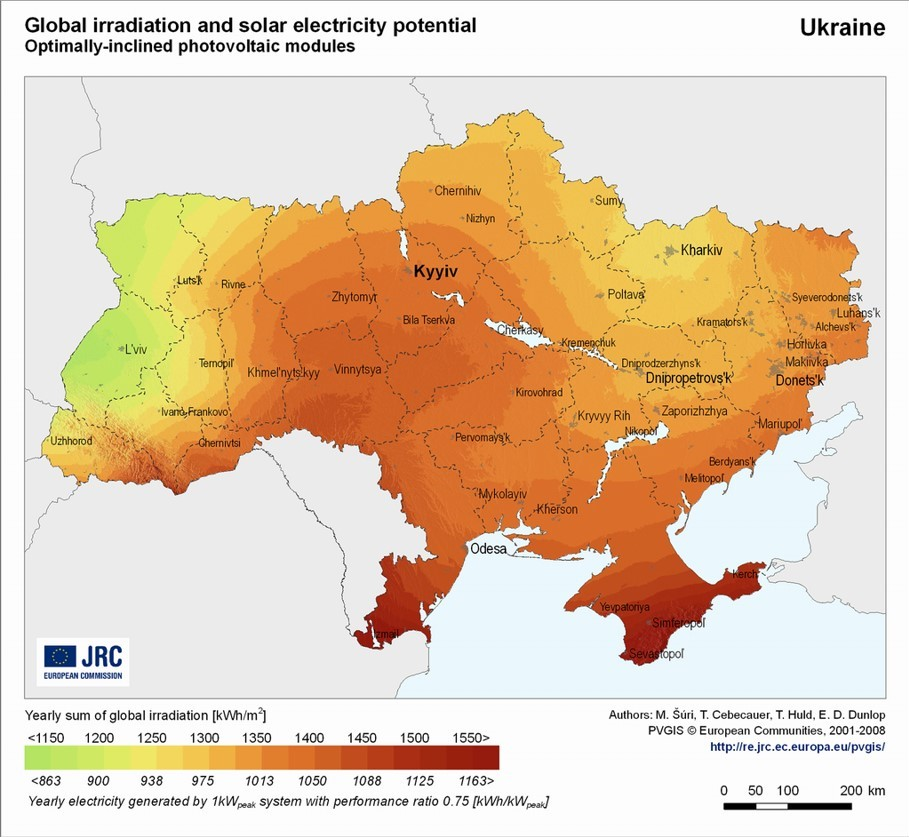 Global irradiation and solar electricity potential
Optimally-inclined photovoltaic modules
Ukraine
Chernihiv
Sumy
Nizhyn
Kharkiv
Kyyiv
Luts'k
Rivne
Zhytomyr
Poltava
Syeverodonets'k
Luhans'k
Bila Tserkva
Kramators'k
Alchevs'k
Cherkasy
Kremenchuk
Horlivka
L'viv
Ternopil'
Dniprodzerzhyns'k
Makiivka
Khmel'nyts'kyy
Vinnytsya
Dnipropetrovs'k
Donets'k
Kirovohrad
Ivano-Frankovo
Kryvyy Rih
Zaporizhzhya
Mariupol'
Uzhhorod
Chernivtsi
Pervomays'k
Nikopol'
Berdyans'k
Melitopol'
Mykolayiv
Kherson
Odesa
Kerch
Yevpatoriya
Simferopol'
Izmail
Sevastopol'
JRC
EUROPEAN COMMISSION
Yearly sum of global irradiation [kWh/m²]
<1150 1200 1250 1300 1350 1400 1450 1500 1550>
<863 900 938 975 1013 1050 1088 1125 1163>
Yearly electricity generated by 1kWpeak system with performance ratio 0.75 [kWh/kWpeak]
Authors: M. Šúri, T. Cebecauer, T. Huld, E. D. Dunlop
PVGIS © European Communities, 2001-2008
http://re.jrc.ec.europa.eu/pvgis/
0 50 100 200 km